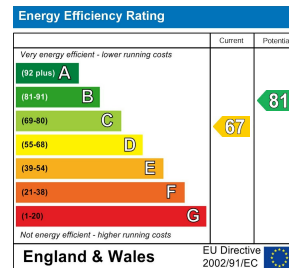 Energy Efficiency Rating
Current Potentia
Very energy efficient - lower running costs
(92 plus) A
(81-91) B
81
(69-80) C
67
(55-68) D
(39-54) E
(21-38) F
(1-20) G
Not energy efficient - higher running costs
England & Wales
EU Directive
2002/91/EC